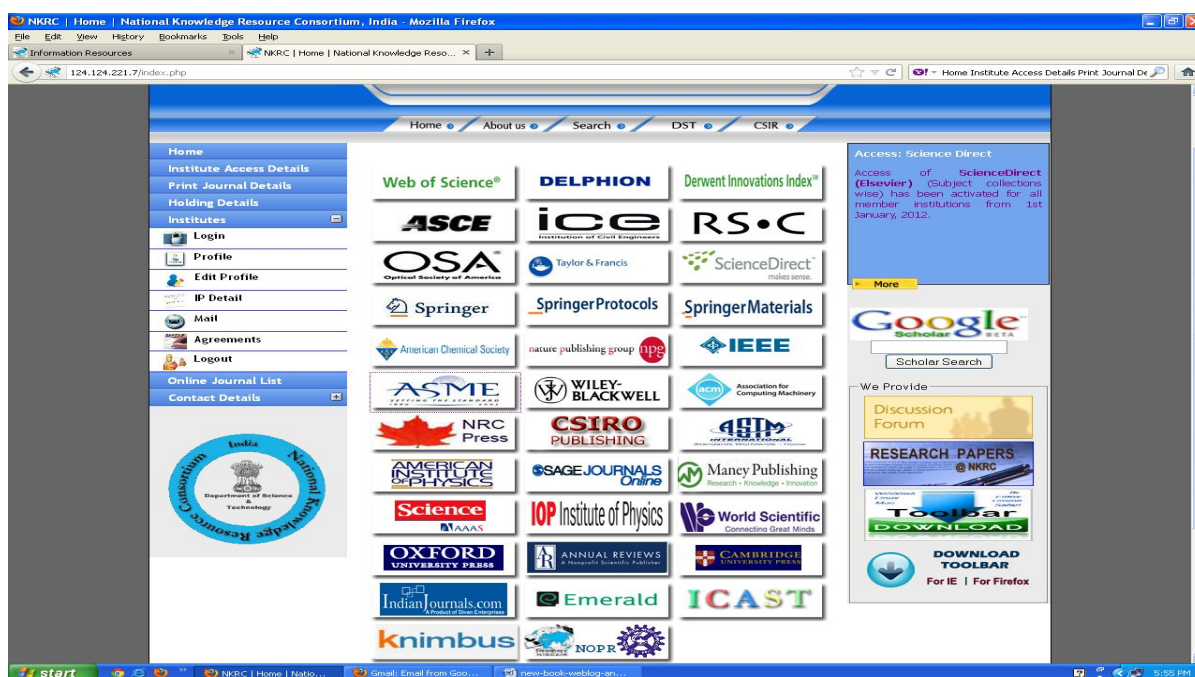 NKRC | Home | National Knowledge Resource Consortium, India - Mozilla Firefox
File Edit View History Bookmarks Tools Help
Information Resources
NKRC | Home | National Knowledge Reso...
124.124.221.7/index.php
Home Institute Access Details Print Journal De
Home
About us
Search
DST
CSIR
Home
Institute Access Details
Print Journal Details
Holding Details
Institutes
Login
Profile
Edit Profile
IP Detail
Mail
Agreements
Logout
Online Journal List
Contact Details
India National Knowledge Resource Consortium
Department of Science
&
Technology
Web of Science®
DELPHION
Derwent Innovations Index℠
ASCE
ice
Institution of Civil Engineers
RS•C
OSA®
Optical Society of America
Taylor & Francis
ScienceDirect
makes sense.
Springer
SpringerProtocols
SpringerMaterials
American Chemical Society
nature publishing group npg
IEEE
ASME
SETTING THE STANDARD
WILEY-
BLACKWELL
acm
Association for
Computing Machinery
NRC
Press
CSIRO
PUBLISHING
ASTM
INTERNATIONAL
AMERICAN
INSTITUTE
OF PHYSICS
SAGE JOURNALS
Online
Maney Publishing
Research • Knowledge • Innovation
Science
AAAS
IOP Institute of Physics
World Scientific
Connecting Great Minds
OXFORD
UNIVERSITY PRESS
AR
ANNUAL REVIEWS
A Nonprofit Scientific Publisher
CAMBRIDGE
UNIVERSITY PRESS
IndianJournals.com
A Product of Diva Enterprises
Emerald
ICAST
knimbus
NOPR
Access: Science Direct
Access of ScienceDirect
(Elsevier) (Subject collections
wise) has been activated for all
member institutions from 1st
January, 2012.
More
Google
Scholar BETA
Scholar Search
We Provide
Discussion
Forum
RESEARCH PAPERS
@ NKRC
Toolbar
DOWNLOAD
DOWNLOAD
TOOLBAR
For IE | For Firefox
start
NKRC | Home | Natio...
Gmail: Email from Goo...
new-book-weblog-an...
5:55 PM